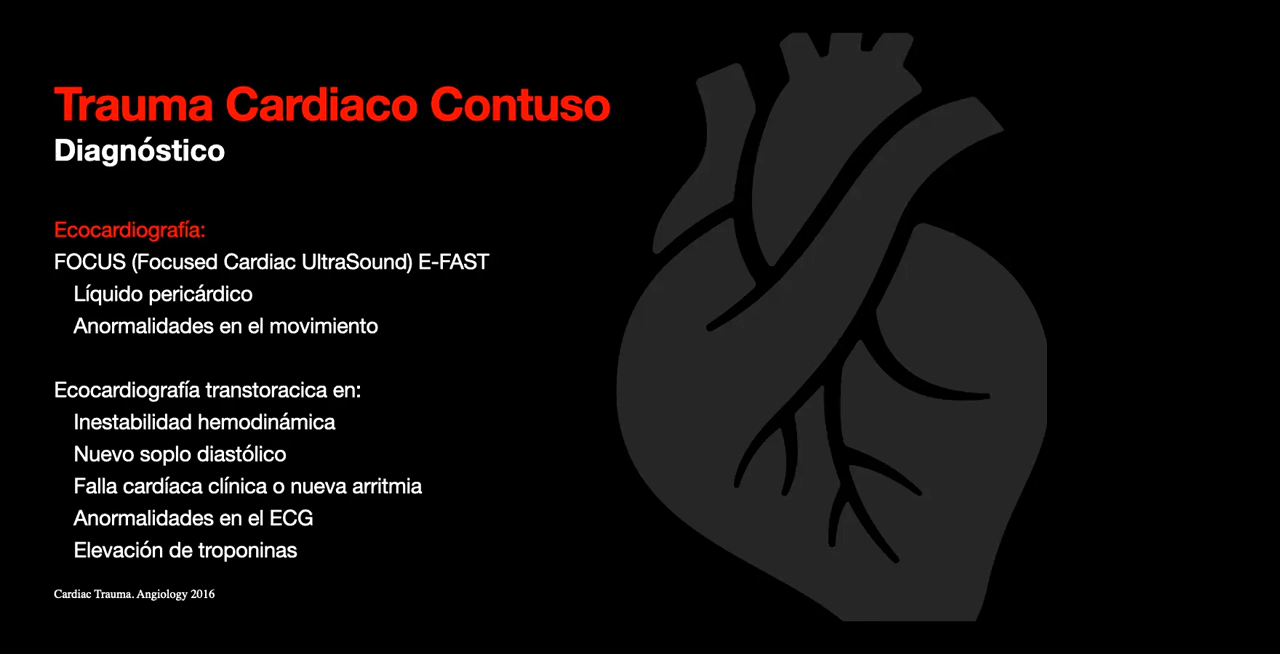 Trauma Cardiaco Contuso
Diagnóstico
Ecocardiografía:
FOCUS (Focused Cardiac UltraSound) E-FAST
Líquido pericárdico
Anormalidades en el movimiento
Ecocardiografía transtoracica en:
Inestabilidad hemodinámica
Nuevo soplo diastólico
Falla cardíaca clínica o nueva arritmia
Anormalidades en el ECG
Elevación de troponinas
Cardiac Trauma. Angiology 2016